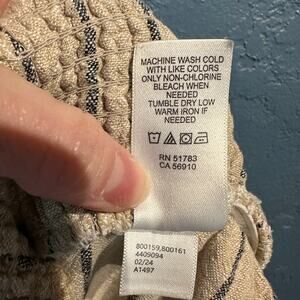 MACHINE WASH COLD
WITH LIKE COLORS
ONLY NON-CHLORINE
BLEACH WHEN
NEEDED
TUMBLE DRY LOW
WARM IRON IF
NEEDED
RN 51783
CA 56910
800159,800161
4409094
02/24
A1497